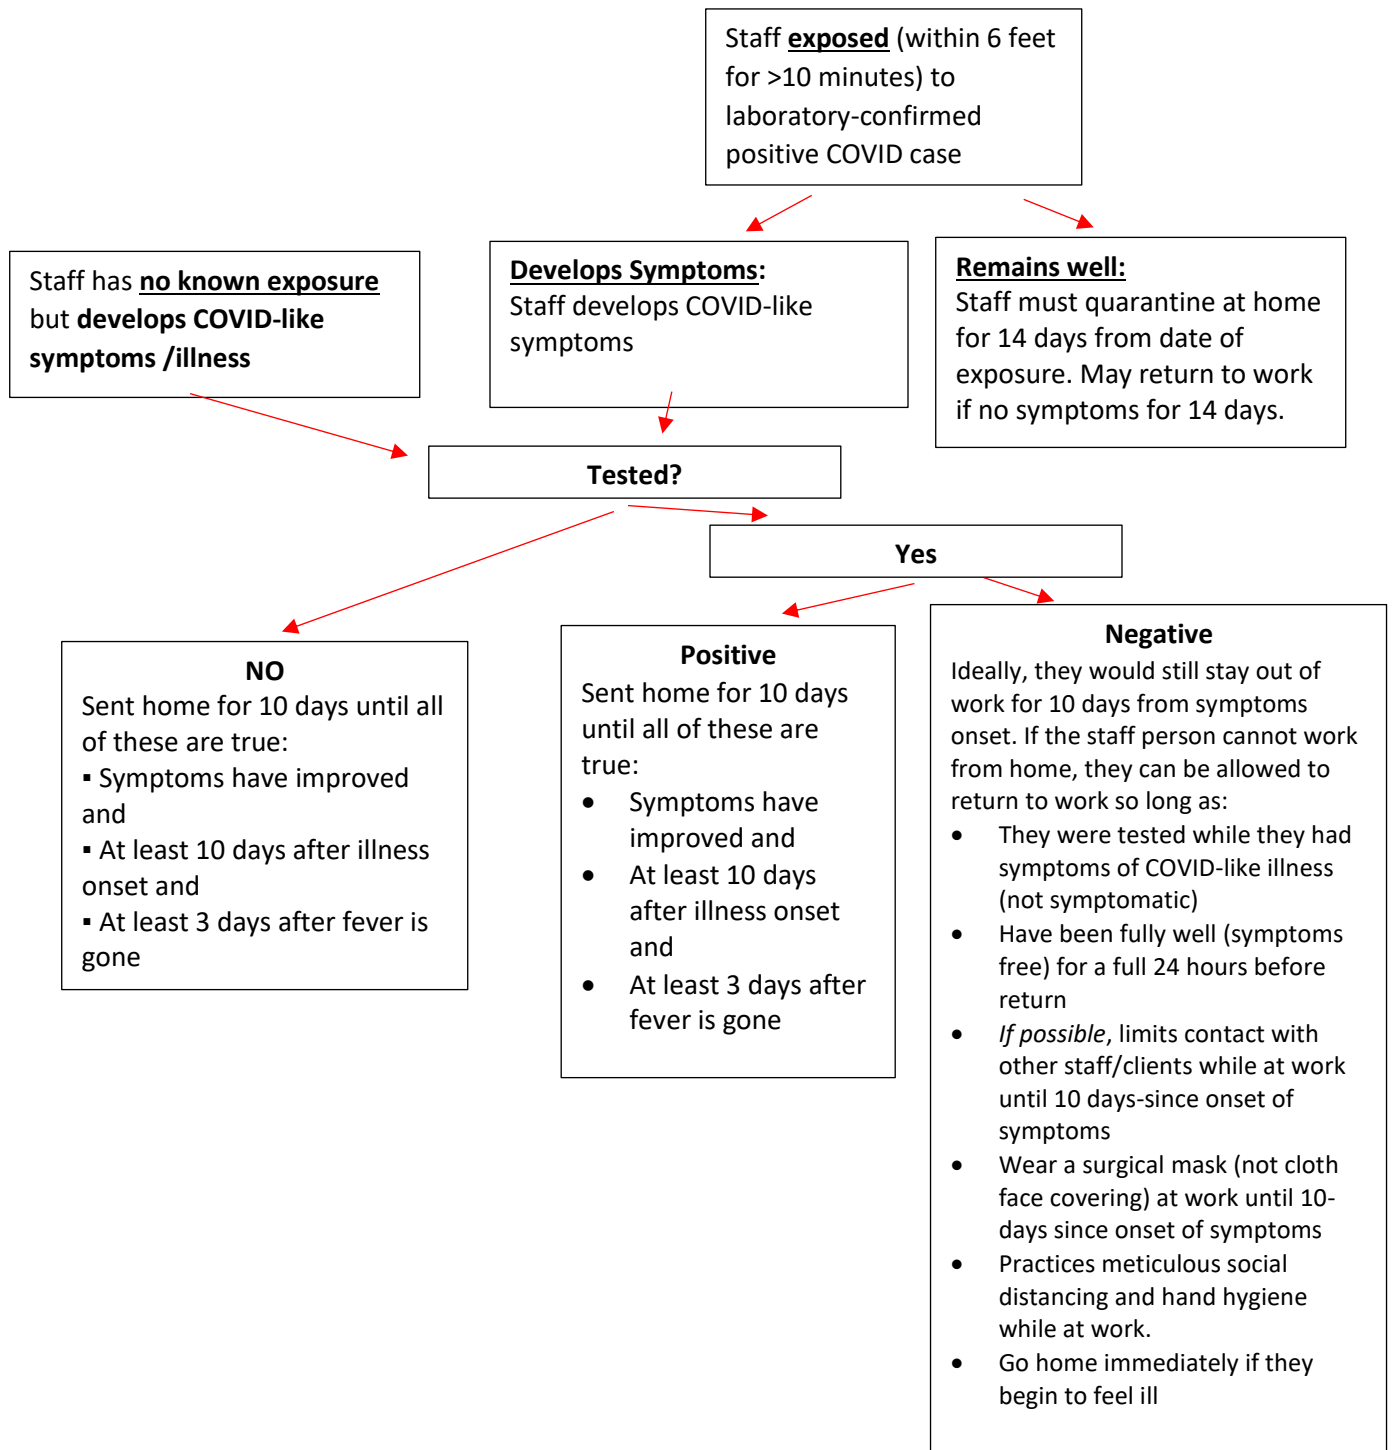 Staff exposed (within 6 feet
for >10 minutes) to
laboratory-confirmed
positive COVID case
Staff has no known exposure
but develops COVID-like
symptoms /illness
Develops Symptoms:
Staff develops COVID-like
symptoms
Remains well:
Staff must quarantine at home
for 14 days from date of
exposure. May return to work
if no symptoms for 14 days.
Tested?
Yes
NO
Sent home for 10 days until all
of these are true:
▪ Symptoms have improved
and
▪ At least 10 days after illness
onset and
▪ At least 3 days after fever is
gone
Positive
Sent home for 10 days
until all of these are
true:
• Symptoms have
improved and
• At least 10 days
after illness onset
and
• At least 3 days after
fever is gone
Negative
Ideally, they would still stay out of
work for 10 days from symptoms
onset. If the staff person cannot work
from home, they can be allowed to
return to work so long as:
• They were tested while they had
symptoms of COVID-like illness
(not symptomatic)
• Have been fully well (symptoms
free) for a full 24 hours before
return
• If possible, limits contact with
other staff/clients while at work
until 10 days-since onset of
symptoms
• Wear a surgical mask (not cloth
face covering) at work until 10-
days since onset of symptoms
• Practices meticulous social
distancing and hand hygiene
while at work.
• Go home immediately if they
begin to feel ill